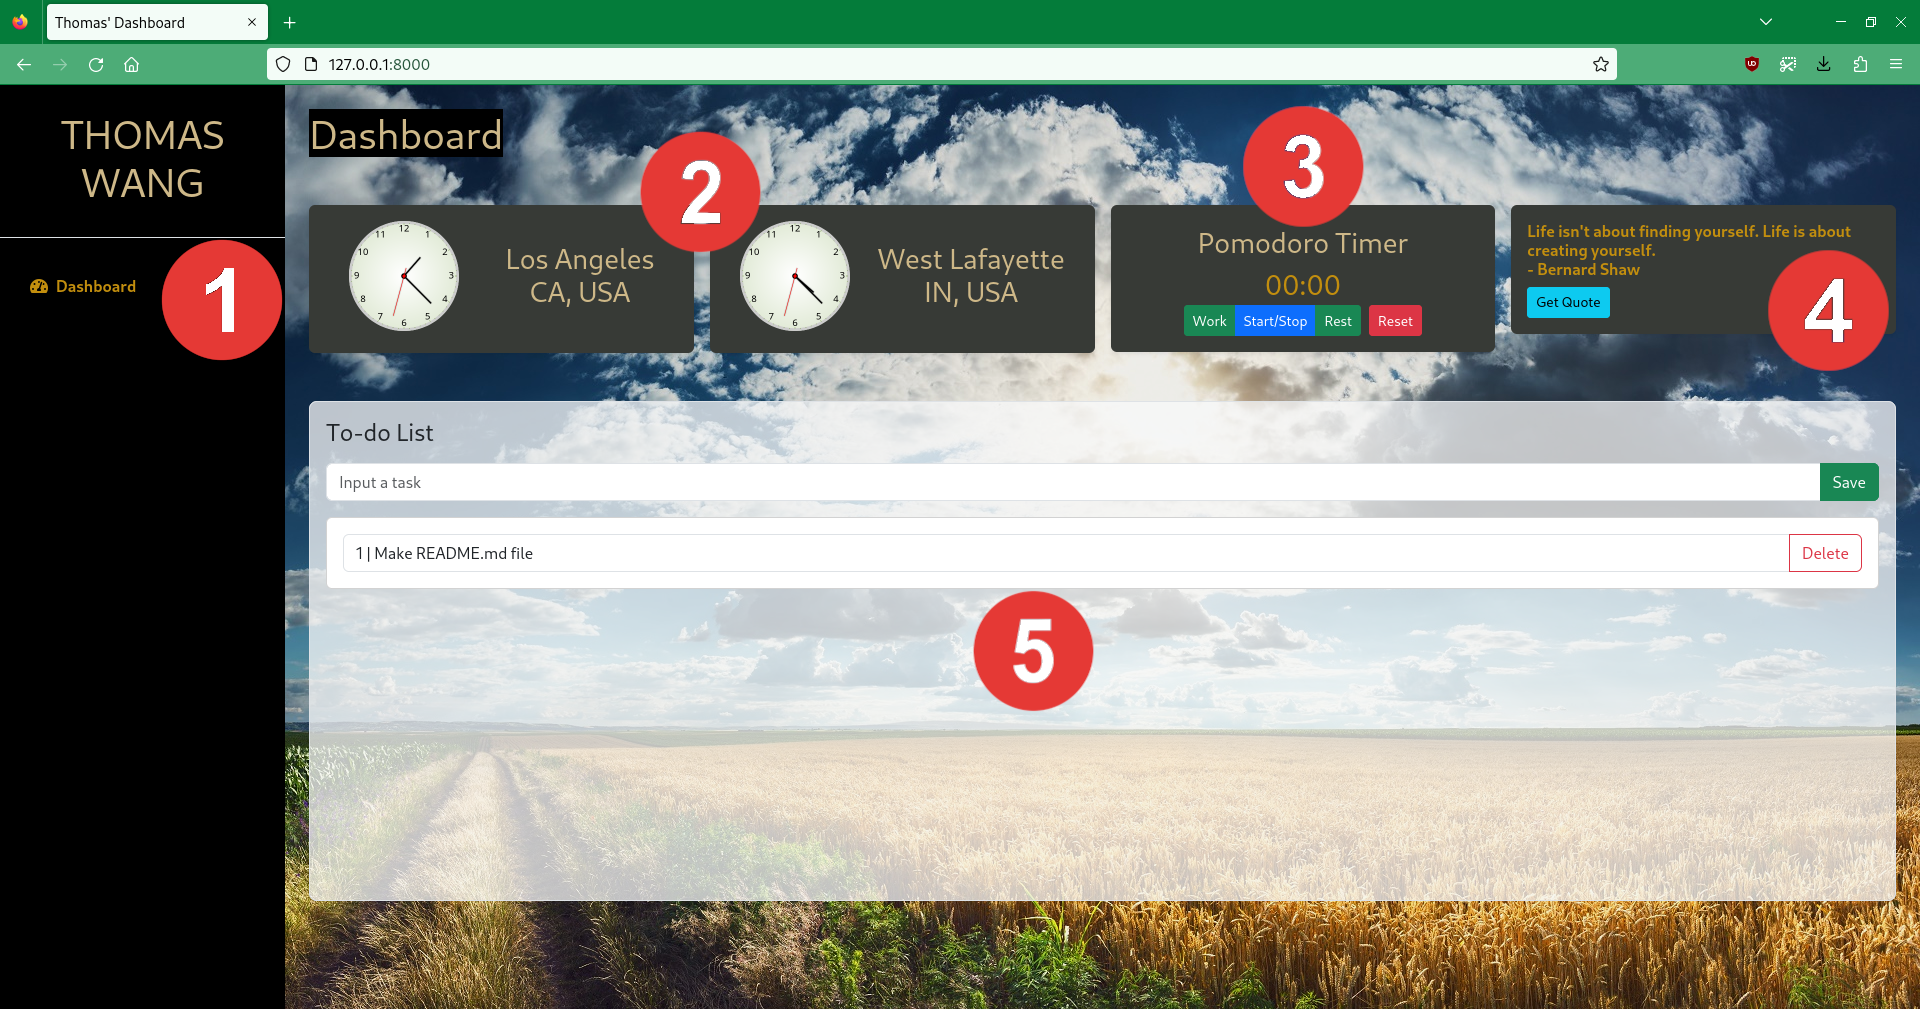 Thomas' Dashboard
127.0.0.1:8000
THOMAS
WANG
Dashboard
1
Dashboard
2
3
4
12
11 1
10 2
9 3
8 4
7 5
6
Los Angeles
CA, USA
12
11 1
10 2
9 3
8 4
7 5
6
West Lafayette
IN, USA
Pomodoro Timer
00:00
Work Start/Stop Rest Reset
Life isn't about finding yourself. Life is about
creating yourself.
- Bernard Shaw
Get Quote
To-do List
Input a task
Save
1 | Make README.md file
Delete
5